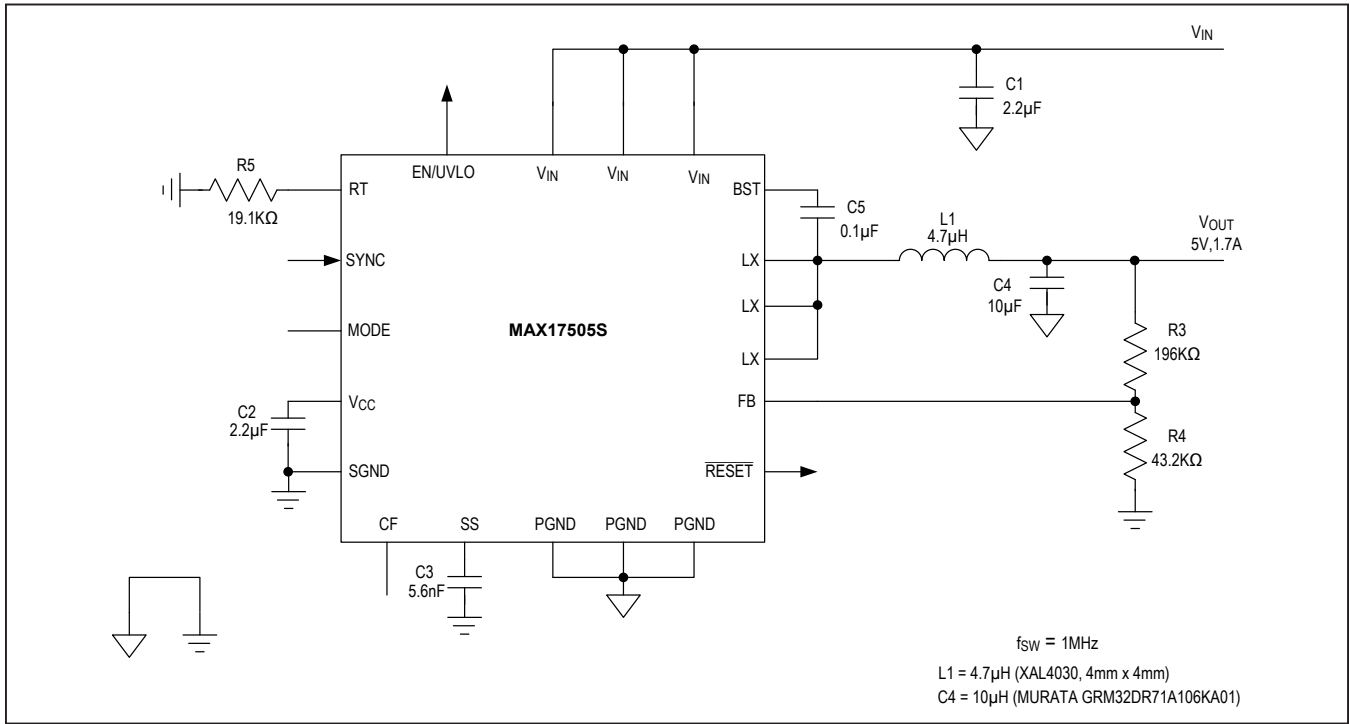 VIN
C1
2.2µF
R5
19.1KΩ
EN/UVLO
VIN
VIN
VIN
RT
BST
C5
0.1µF
L1
4.7µH
VOUT
5V,1.7A
SYNC
LX
C4
10µF
MODE
MAX17505S
LX
R3
196KΩ
LX
VCC
FB
C2
2.2µF
R4
43.2KΩ
SGND
RESET
CF
SS
PGND
PGND
PGND
C3
5.6nF
fSW = 1MHz
L1 = 4.7µH (XAL4030, 4mm x 4mm)
C4 = 10µH (MURATA GRM32DR71A106KA01)